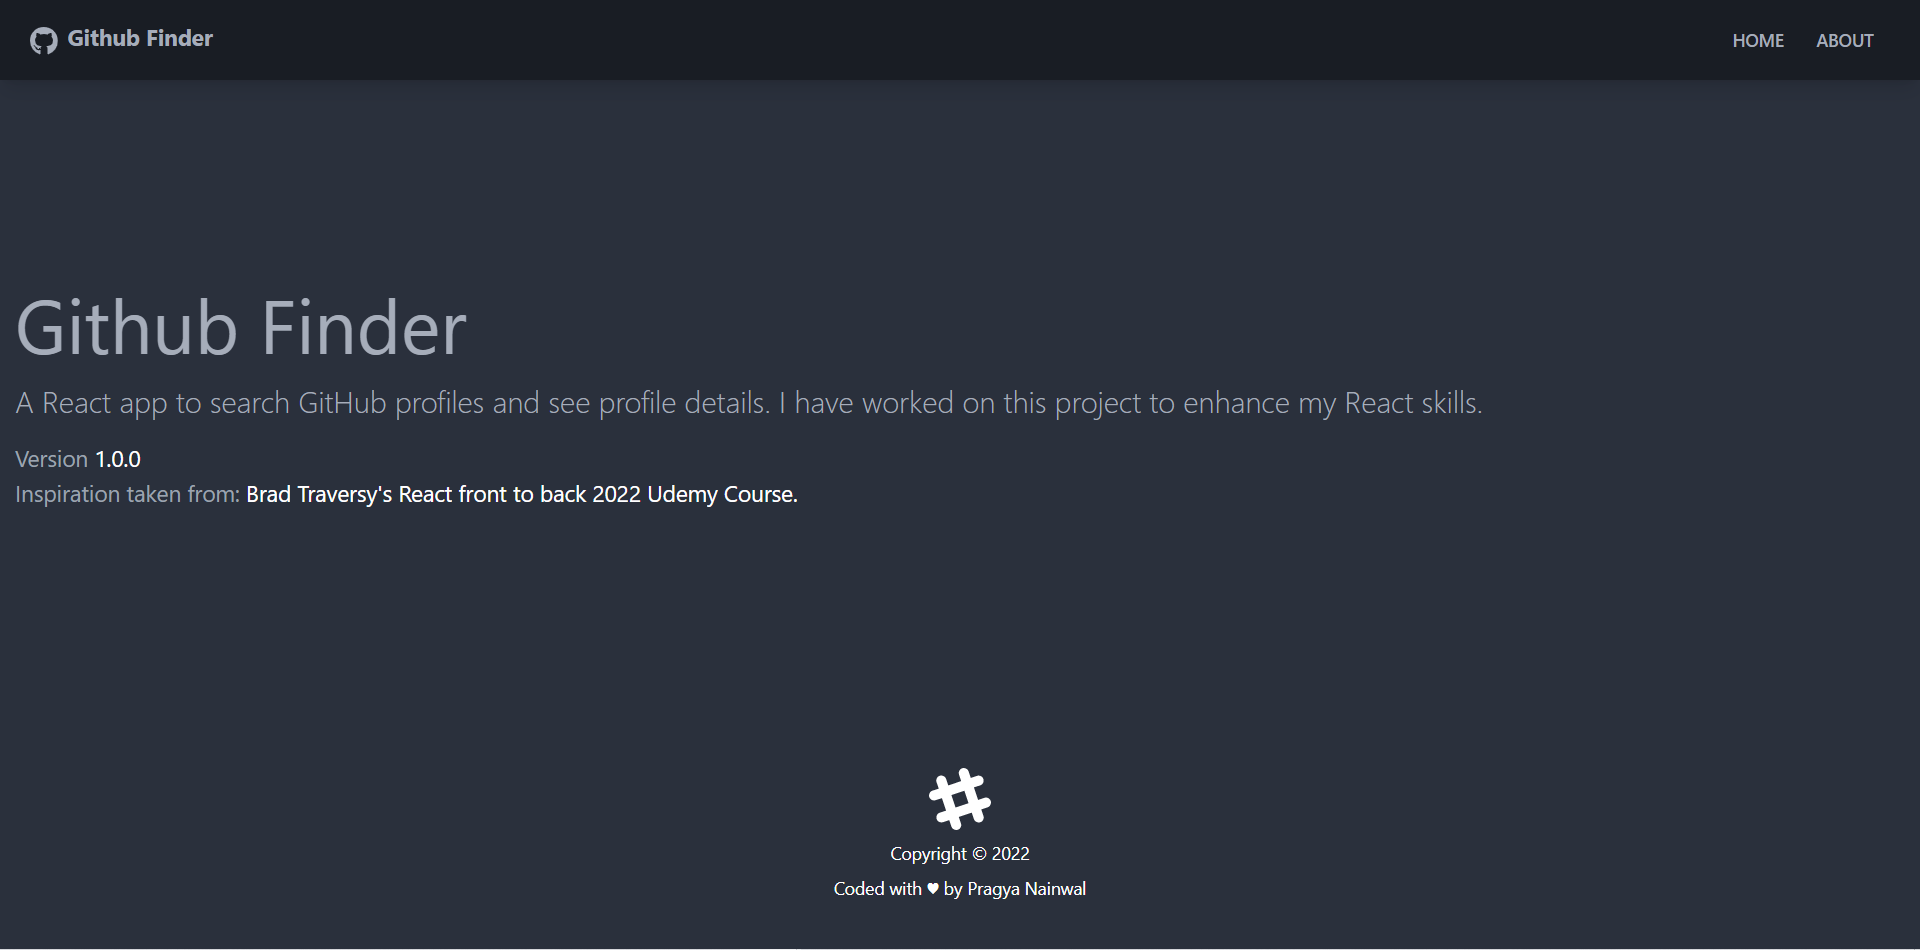 Github Finder
HOME ABOUT
Github Finder
A React app to search GitHub profiles and see profile details. I have worked on this project to enhance my React skills.
Version 1.0.0
Inspiration taken from: Brad Traversy's React front to back 2022 Udemy Course.
Copyright © 2022
Coded with ♥ by Pragya Nainwal